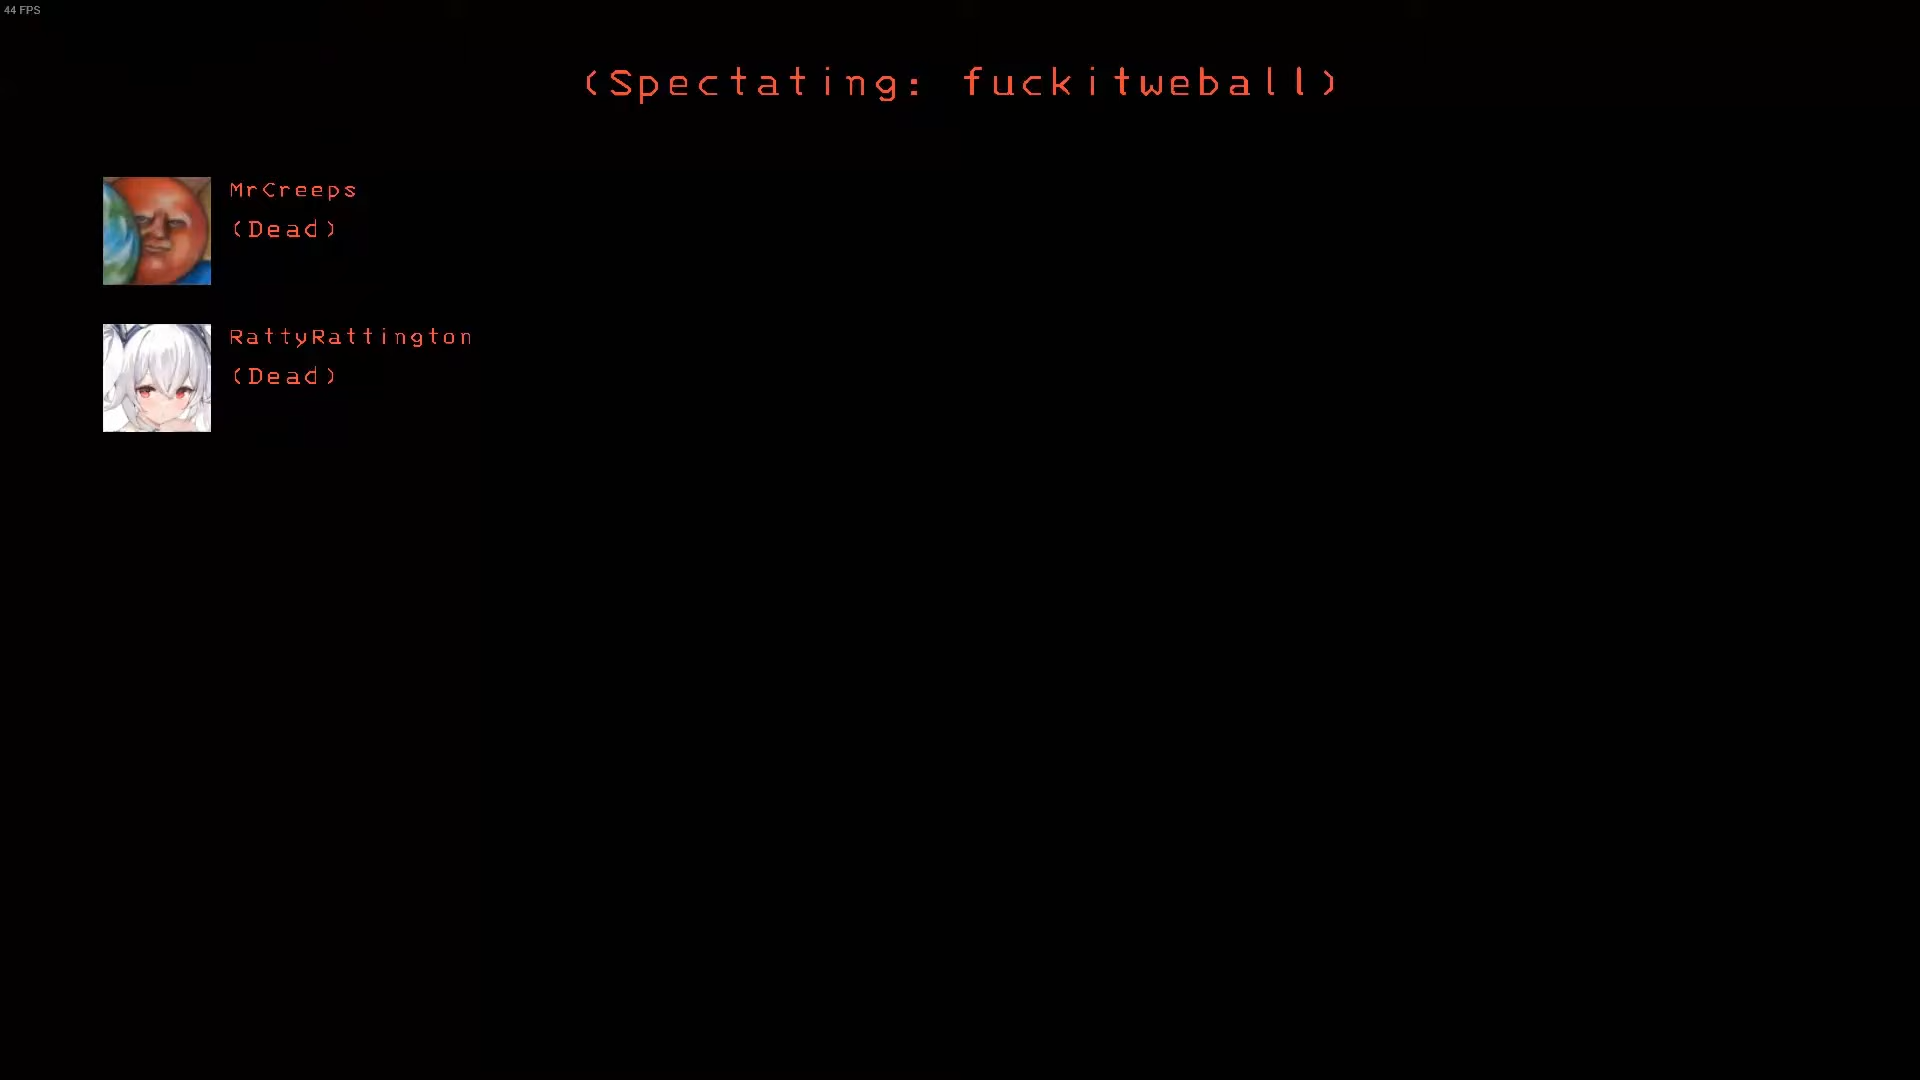 44 FPS
(Spectating: fuckitweball)
MrCreeps
(Dead)
RattyRattington
(Dead)